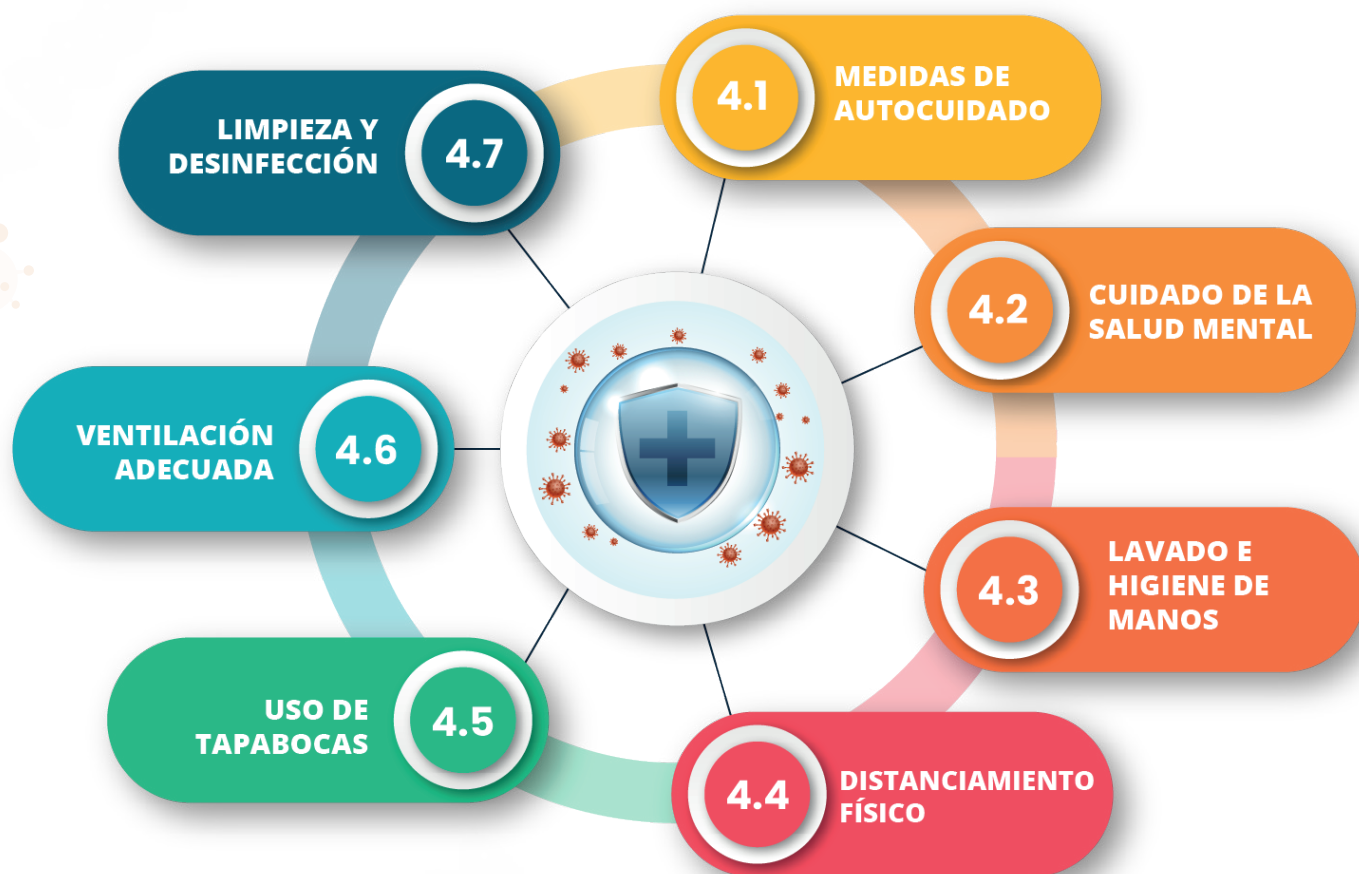 4.1
MEDIDAS DE
AUTOCUIDADO
4.2
CUIDADO DE LA
SALUD MENTAL
4.3
LAVADO E
HIGIENE DE
MANOS
4.4
DISTANCIAMIENTO
FÍSICO
4.5
USO DE
TAPABOCAS
4.6
VENTILACIÓN
ADECUADA
4.7
LIMPIEZA Y
DESINFECCIÓN